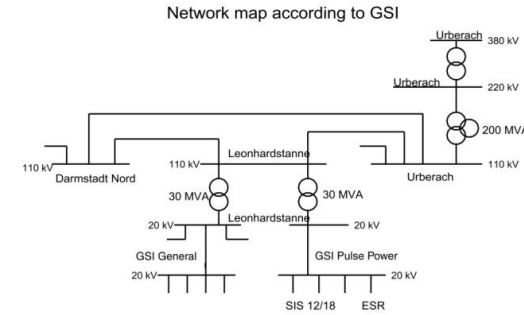 Network map according to GSI
Urberach
380 kV
Urberach
220 kV
200 MVA
110 kV
Darmstadt Nord
110 kV
Leonhardstanne
110 kV
Urberach
30 MVA
30 MVA
20 kV
Leonhardstanne
20 kV
GSI General
GSI Pulse Power
20 kV
20 kV
SIS 12/18
ESR